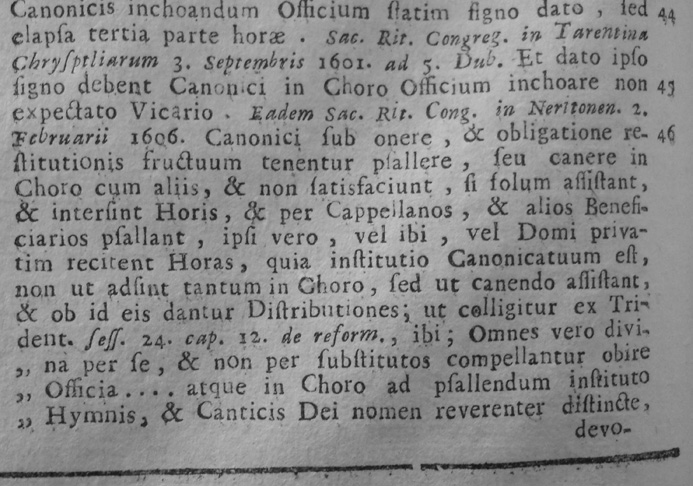 Canonicis inchoandum Officium ſtatim ſigno dato , ſed 44
elapſa tertia parte horæ . Sac. Rit. Congreg. in Tarentina
Chryſptliarum 3. Septembris 1601. ad 5. Dub. Et dato ipſo
ſigno debent Canonici in Choro Officium inchoare non 45
expectato Vicario . Eadem Sac. Rit. Cong. in Neritonen. 2.
Februarii 1606. Canonici ſub onere , & obligatione re- 46
ſtitutionis fructuum tenentur pſallere , ſeu canere in
Choro cum aliis, & non ſatisfaciunt , ſi ſolum aſſiſtant,
& interſint Horis, & per Cappellanos , & alios Benefi-
ciarios pſallant , ipſi vero , vel ibi , vel Domi priva-
tim recitent Horas, quia inſtitutio Canonicatuum eſt,
non ut adſint tantum in Choro, ſed ut canendo aſſiſtant,
& ob id eis dantur Diſtributiones; ut colligitur ex Tri-
dent. ſeſſ. 24. cap. 12. de reform., ibi; Omnes vero divi-
„ na per ſe, & non per ſubſtitutos compellantur obire
„ Officia.... atque in Choro ad pſallendum inſtituto
„ Hymnis, & Canticis Dei nomen reverenter diſtincte,
devo-